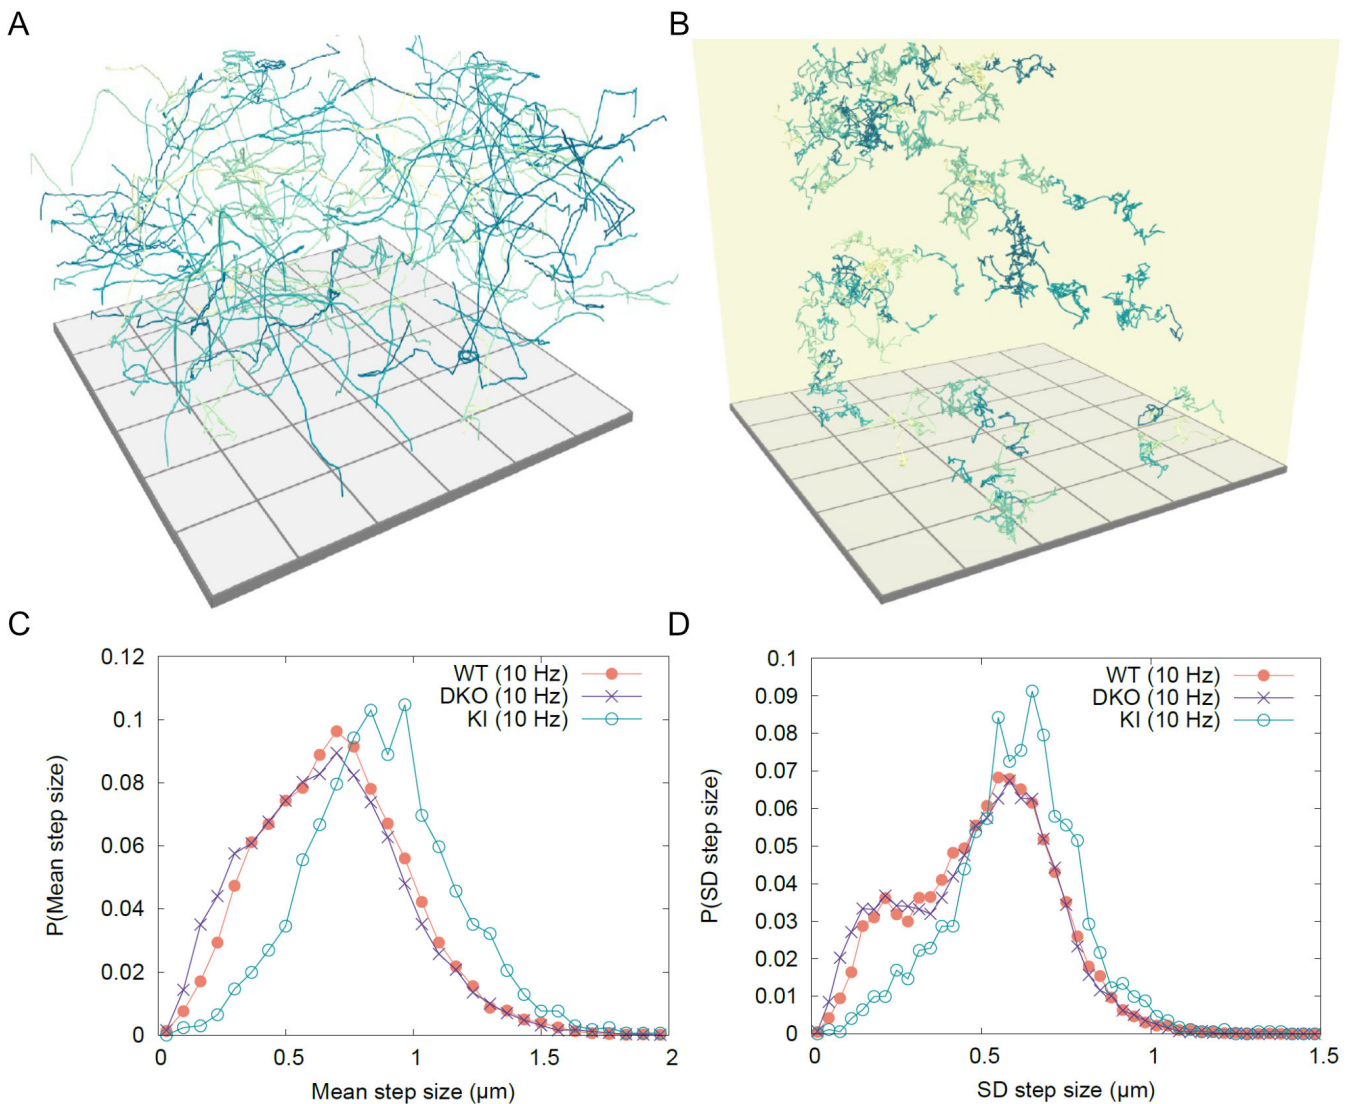 A
B
C
D
0.12
0.1
0.08
0.06
0.04
0.02
0
P(Mean step size)
WT (10 Hz)
DKO (10 Hz)
KI (10 Hz)
0
0.5
1
1.5
2
Mean step size (μm)
0.1
0.09
0.08
0.07
0.06
0.05
0.04
0.03
0.02
0.01
0
P(SD step size)
WT (10 Hz)
DKO (10 Hz)
KI (10 Hz)
0
0.5
1
1.5
SD step size (μm)